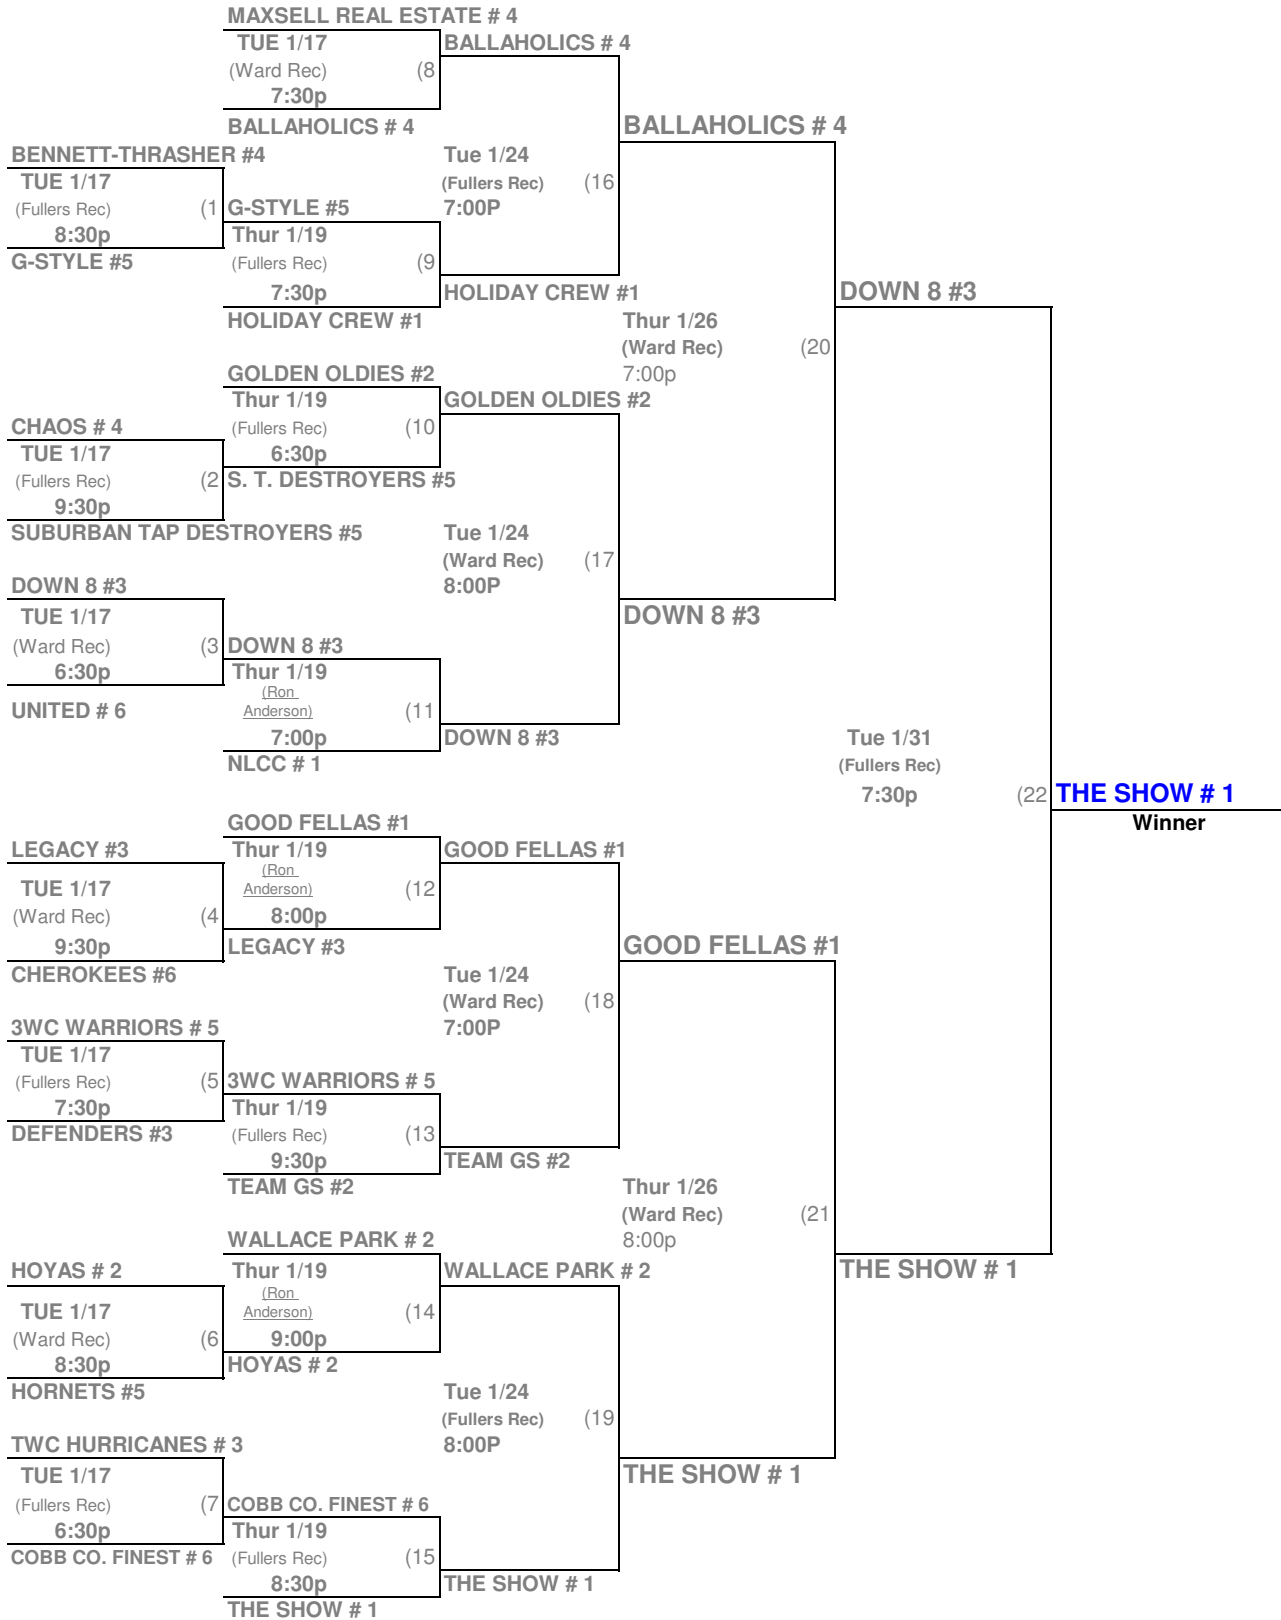 MAXSELL REAL ESTATE # 4
TUE 1/17
BALLAHOLICS # 4
(Ward Rec)
(8
7:30p
BALLAHOLICS # 4
BALLAHOLICS # 4
BENNETT-THRASHER #4
Tue 1/24
TUE 1/17
(Fullers Rec)
(16
(Fullers Rec)
(1
G-STYLE #5
7:00P
8:30p
Thur 1/19
G-STYLE #5
(Fullers Rec)
(9
7:30p
HOLIDAY CREW #1
DOWN 8 #3
HOLIDAY CREW #1
Thur 1/26
(Ward Rec)
(20
GOLDEN OLDIES #2
7:00p
Thur 1/19
GOLDEN OLDIES #2
CHAOS # 4
(Fullers Rec)
(10
TUE 1/17
6:30p
(Fullers Rec)
(2
S. T. DESTROYERS #5
9:30p
SUBURBAN TAP DESTROYERS #5
Tue 1/24
(Ward Rec)
(17
DOWN 8 #3
8:00P
TUE 1/17
DOWN 8 #3
(Ward Rec)
(3
DOWN 8 #3
6:30p
Thur 1/19
(Ron
UNITED # 6
Anderson)
(11
7:00p
DOWN 8 #3
Tue 1/31
NLCC # 1
(Fullers Rec)
7:30p
(22
THE SHOW # 1
GOOD FELLAS #1
Winner
LEGACY #3
Thur 1/19
GOOD FELLAS #1
(Ron
TUE 1/17
Anderson)
(12
(Ward Rec)
(4
8:00p
9:30p
LEGACY #3
GOOD FELLAS #1
CHEROKEES #6
Tue 1/24
(Ward Rec)
(18
3WC WARRIORS # 5
7:00P
TUE 1/17
(Fullers Rec)
(5
3WC WARRIORS # 5
7:30p
Thur 1/19
DEFENDERS #3
(Fullers Rec)
(13
9:30p
TEAM GS #2
TEAM GS #2
Thur 1/26
(Ward Rec)
(21
WALLACE PARK # 2
8:00p
HOYAS # 2
Thur 1/19
WALLACE PARK # 2
THE SHOW # 1
(Ron
TUE 1/17
Anderson)
(14
(Ward Rec)
(6
9:00p
8:30p
HOYAS # 2
HORNETS #5
Tue 1/24
(Fullers Rec)
(19
TWC HURRICANES # 3
8:00P
TUE 1/17
THE SHOW # 1
(Fullers Rec)
(7
COBB CO. FINEST # 6
6:30p
Thur 1/19
COBB CO. FINEST # 6
(Fullers Rec)
(15
8:30p
THE SHOW # 1
THE SHOW # 1